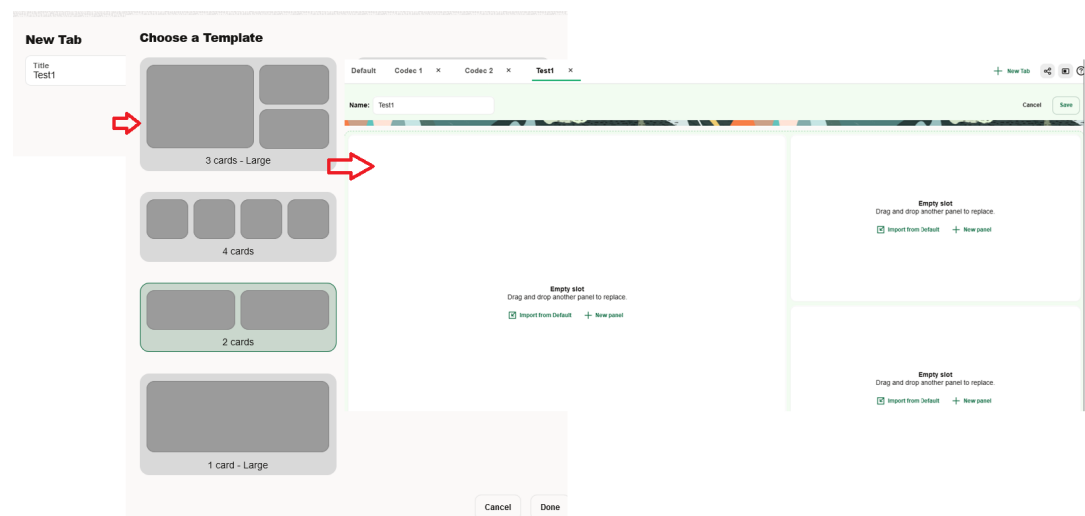 New Tab
Title
Test1
Choose a Template
3 cards - Large
4 cards
2 cards
1 card - Large
Cancel Done
Default Codec 1 × Codec 2 × Test1 × + New Tab
Name: Test1 Cancel Save
Empty slot
Drag and drop another panel to replace.
Import from Default + New panel
Empty slot
Drag and drop another panel to replace.
Import from Default + New panel
Empty slot
Drag and drop another panel to replace.
Import from Default + New panel